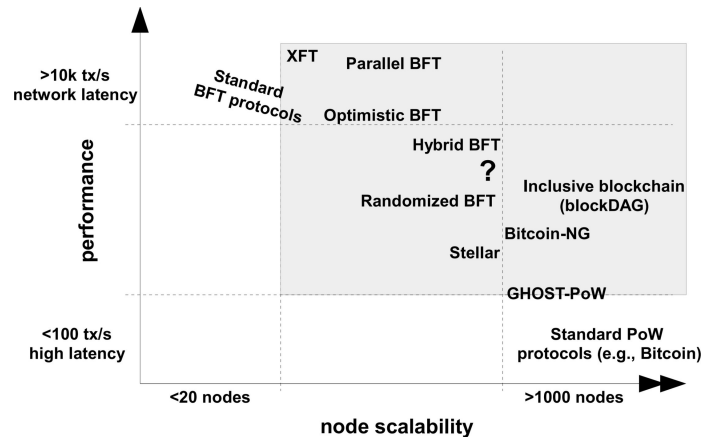 XFT
Parallel BFT
>10k tx/s
network latency
Standard
BFT protocols
Optimistic BFT
Hybrid BFT
?
Inclusive blockchain
(blockDAG)
Randomized BFT
performance
Bitcoin-NG
Stellar
GHOST-PoW
<100 tx/s
high latency
Standard PoW
protocols (e.g., Bitcoin)
<20 nodes
>1000 nodes
node scalability